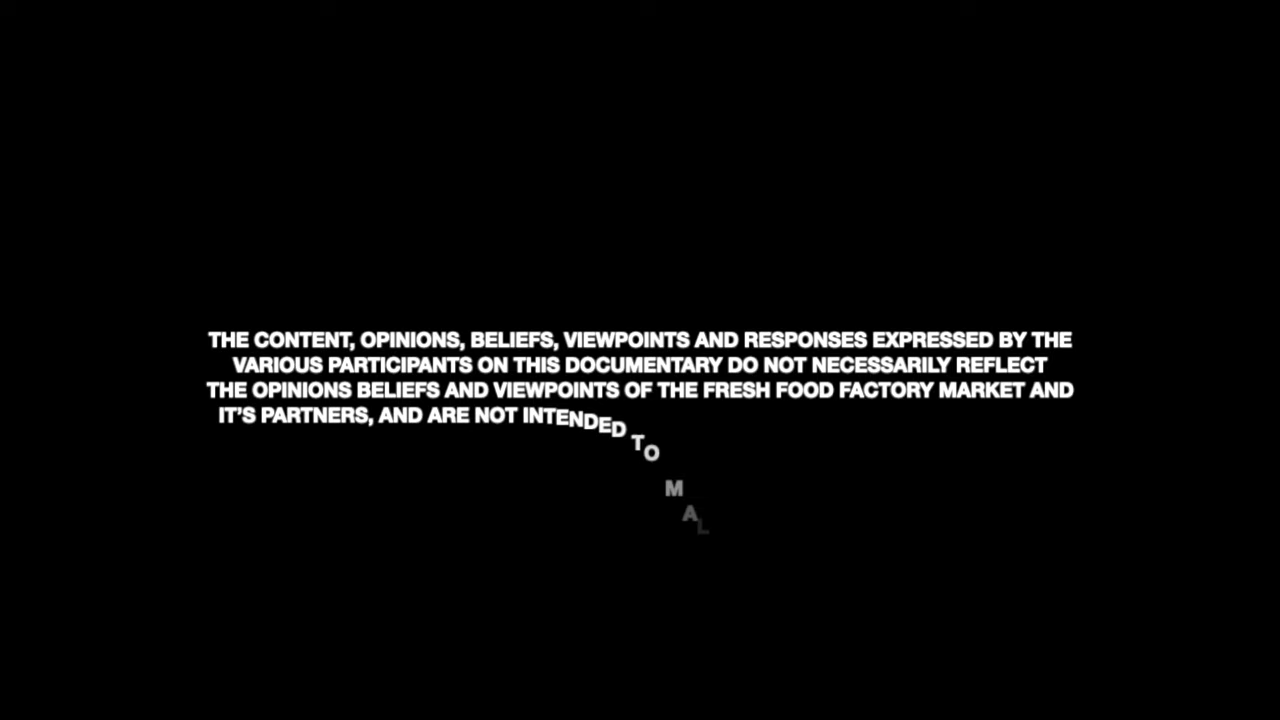 THE CONTENT, OPINIONS, BELIEFS, VIEWPOINTS AND RESPONSES EXPRESSED BY THE
VARIOUS PARTICIPANTS ON THIS DOCUMENTARY DO NOT NECESSARILY REFLECT
THE OPINIONS BELIEFS AND VIEWPOINTS OF THE FRESH FOOD FACTORY MARKET AND
IT'S PARTNERS, AND ARE NOT INTENDED TO MAL